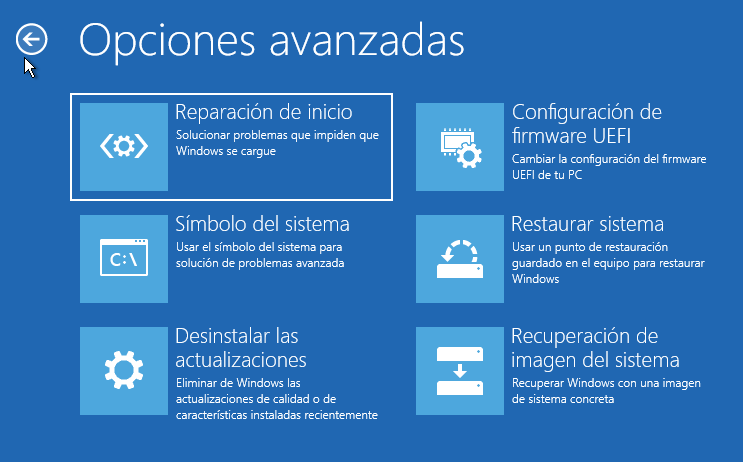 Opciones avanzadas
Reparación de inicio
Solucionar problemas que impiden que
Windows se cargue
Símbolo del sistema
Usar el símbolo del sistema para
solución de problemas avanzada
C:\
Desinstalar las
actualizaciones
Eliminar de Windows las
actualizaciones de calidad o de
características instaladas recientemente
Configuración de
firmware UEFI
Cambiar la configuración del firmware
UEFI de tu PC
Restaurar sistema
Usar un punto de restauración
guardado en el equipo para restaurar
Windows
Recuperación de
imagen del sistema
Recuperar Windows con una imagen
de sistema concreta